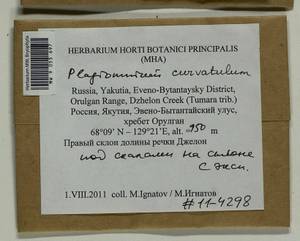 HERBARIUM HORTI BOTANICI PRINCIPALIS
(MHA)
Plagiomnium curvatulum
Russia, Yakutia, Eveno-Bytantaysky District,
Orulgan Range, Dzhelon Creek (Tumara trib.)
Россия, Якутия, Эвено-Бытантайский улус,
хребет Орулган
68°09' N – 129°21'E, alt. = 950 m
Правый склон долины речки Джелон
под скалами на склоне
С эксп.
1.VIII.2011 coll. M.Ignatov / М.Игнатов
#11-4298